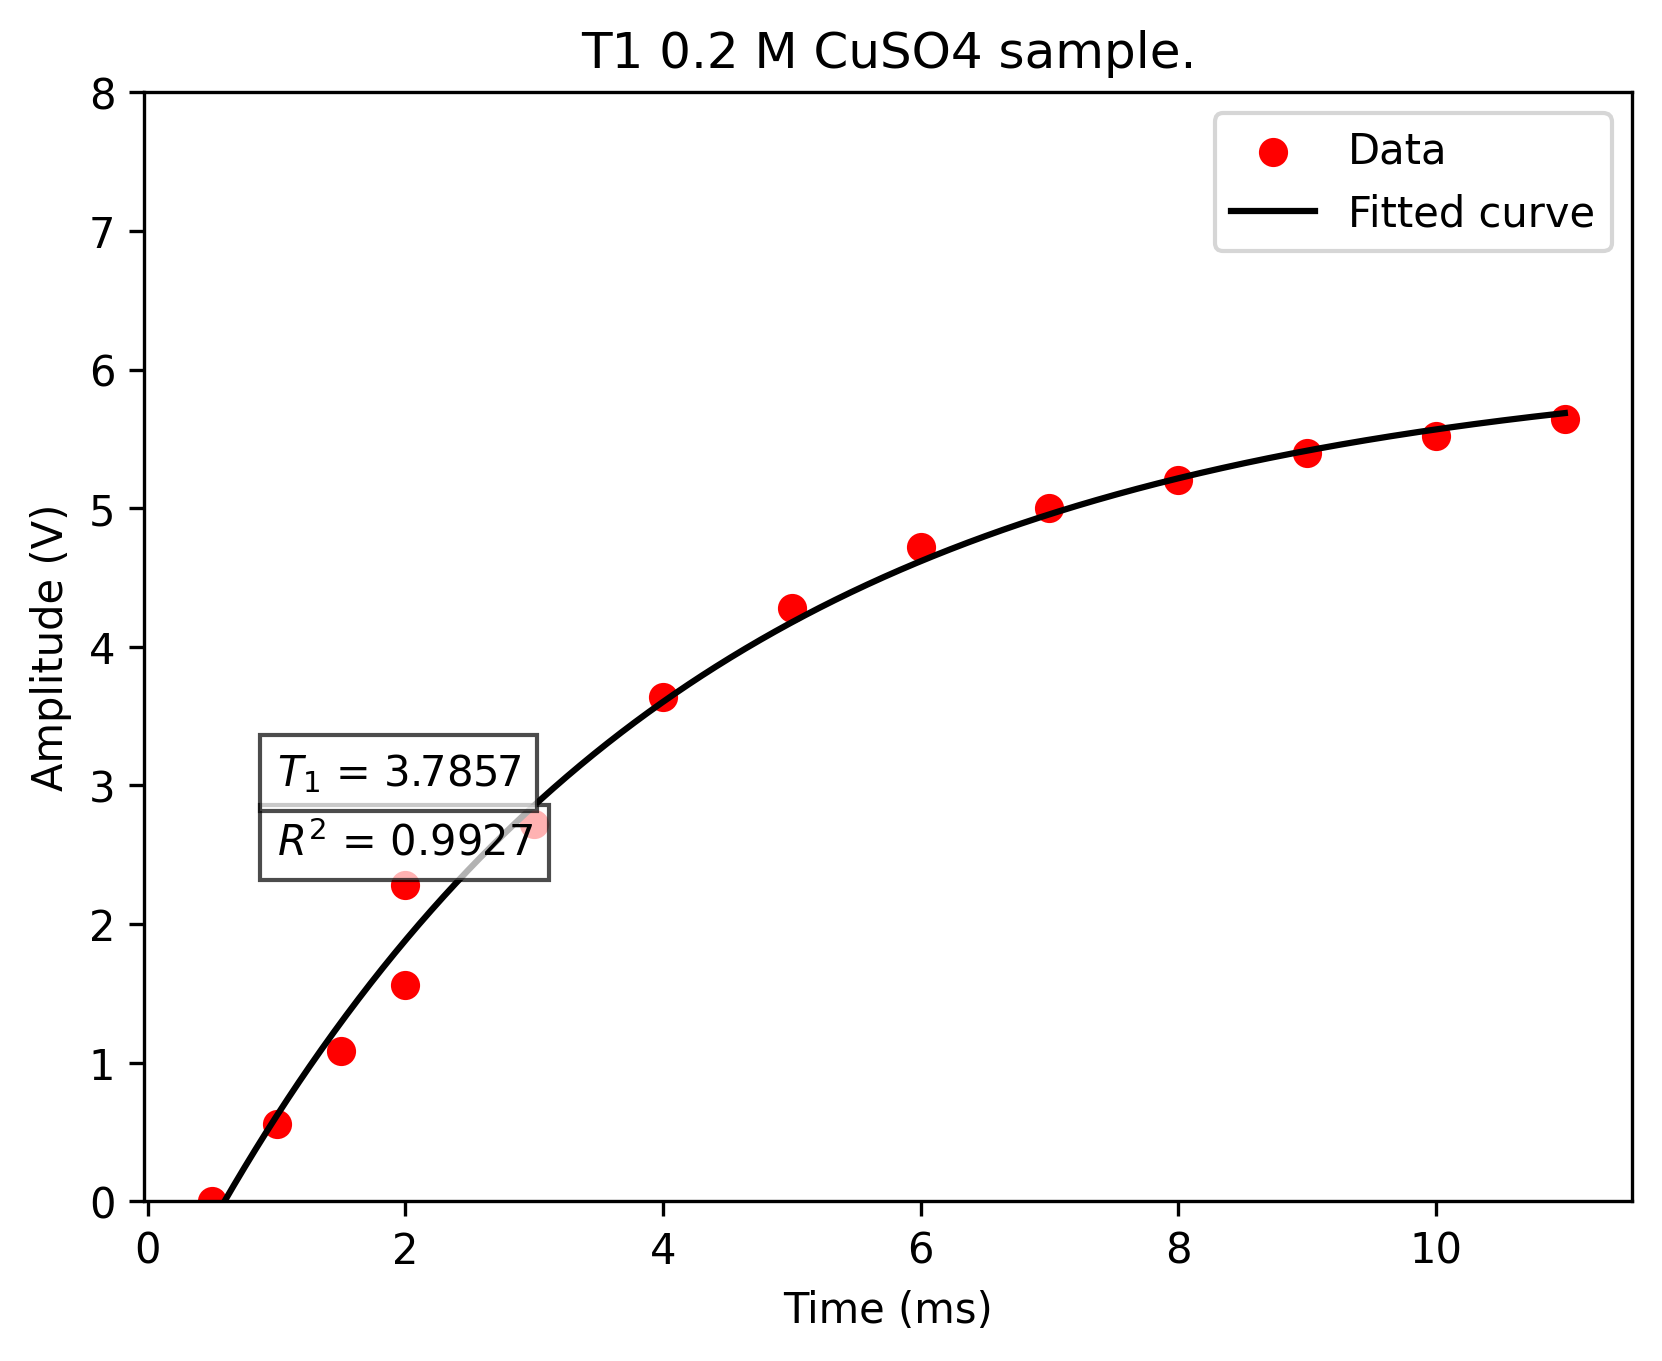 T1 0.2 M CuSO4 sample.
8
7
6
5
4
3
2
1
0
Amplitude (V)
Data
Fitted curve
T₁ = 3.7857
R² = 0.9927
0 2 4 6 8 10
Time (ms)